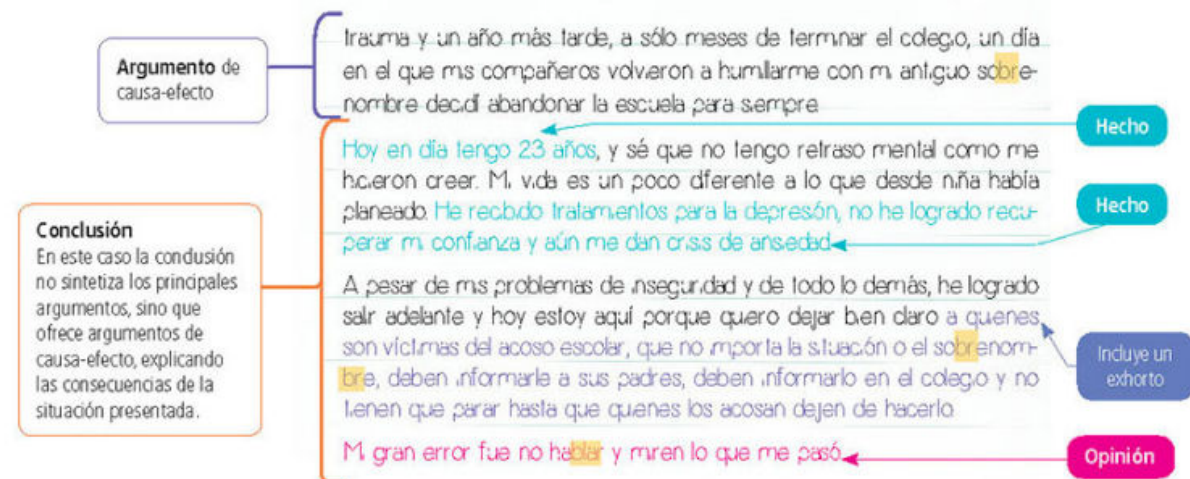 Argumento de
causa-efecto
trauma y un año más tarde, a sólo meses de terminar el colegio, un día
en el que mis compañeros volvieron a humillarme con mi antiguo sobre-
nombre decidí abandonar la escuela para siempre.
Hecho
Hoy en día tengo 23 años, y sé que no tengo retraso mental como me
hicieron creer. Mi vida es un poco diferente a lo que desde niña había
planeado. He recibido tratamientos para la depresión, no he logrado recu-
perar mi confianza y aún me dan crisis de ansiedad.
Hecho
Conclusión
En este caso la conclusión
no sintetiza los principales
argumentos, sino que
ofrece argumentos de
causa-efecto, explicando
las consecuencias de la
situación presentada.
A pesar de mis problemas de inseguridad y de todo lo demás, he logrado
salir adelante y hoy estoy aquí porque quiero dejar bien claro a quienes
son víctimas del acoso escolar, que no importa la situación o el sobrenom-
bre, deben informarle a sus padres, deben informarlo en el colegio y no
tienen que parar hasta que quienes los acosan dejen de hacerlo.
Incluye un
exhorto
Mi gran error fue no hablar y miren lo que me pasó.
Opinión